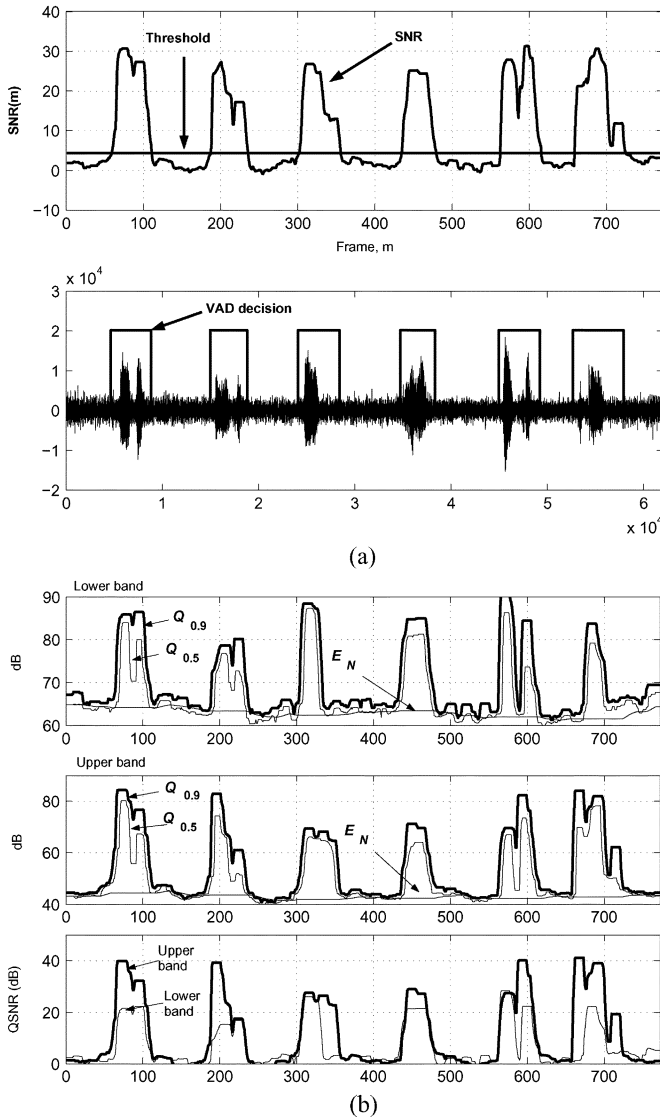 40
30
20
10
0
−10
SNR(m)
Threshold
SNR
0 100 200 300 400 500 600 700
Frame, m
x 10^4
3
2
1
0
−1
−2
VAD decision
0 1 2 3 4 5 6
x 10^4
(a)
Lower band
90
80
70
60
dB
Q 0.9
Q 0.5
E N
0 100 200 300 400 500 600 700
Upper band
80
60
40
dB
Q 0.9
Q 0.5
E N
0 100 200 300 400 500 600 700
40
20
0
QSNR (dB)
Upper
band
Lower
band
0 100 200 300 400 500 600 700
(b)